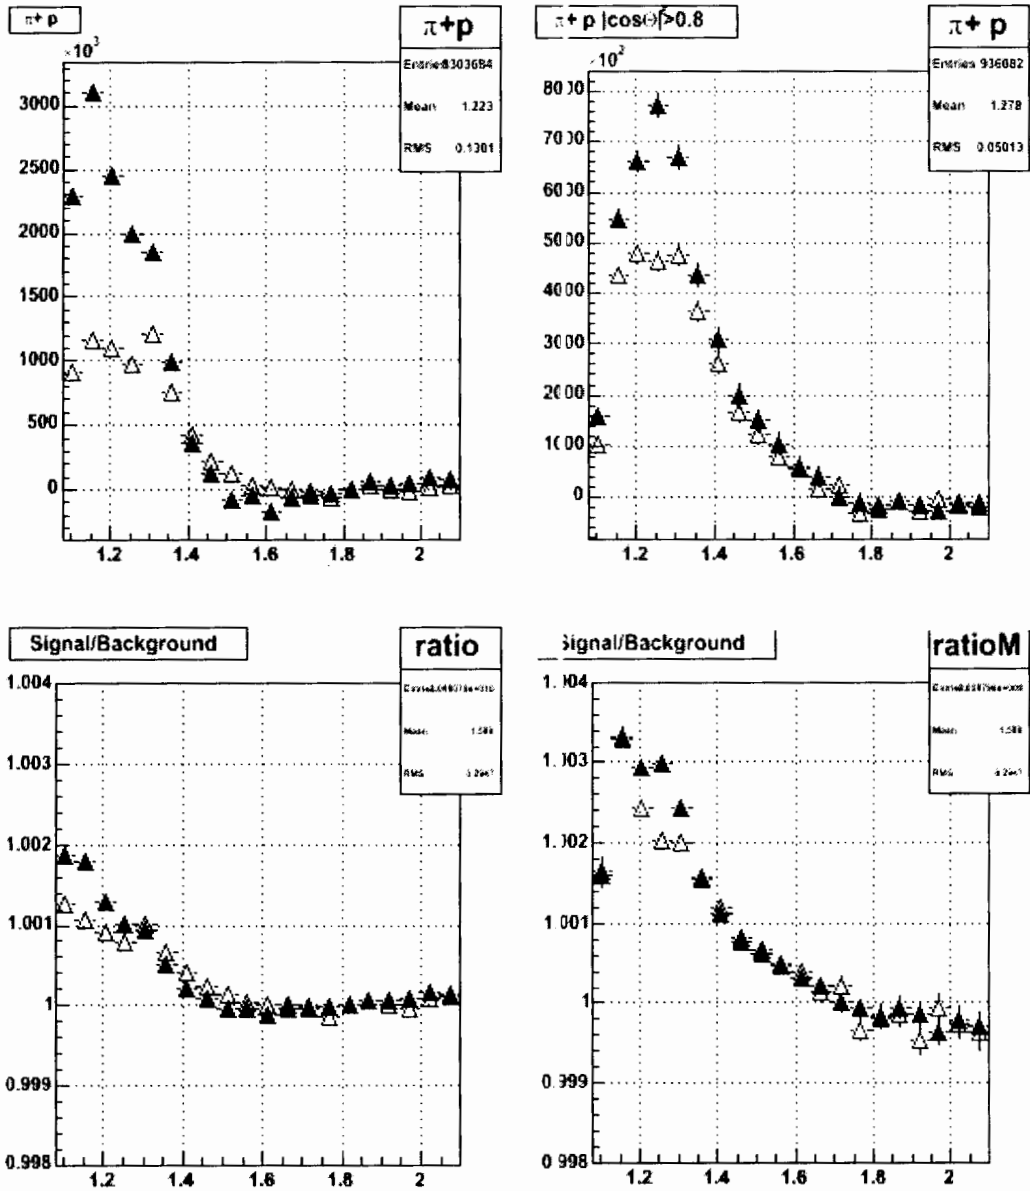 π+ p
π+p
×10³
Entries 8303684
Mean 1.223
RMS 0.1301
3000
2500
2000
1500
1000
500
0
1.2 1.4 1.6 1.8 2
π+ p |cosΘ|>0.8
π+ p
×10²
Entries 936082
Mean 1.278
RMS 0.05013
8000
7000
6000
5000
4000
3000
2000
1000
0
1.2 1.4 1.6 1.8 2
Signal/Background
ratio
Mean 1.588
RMS
1.004
1.003
1.002
1.001
1
0.999
0.998
1.2 1.4 1.6 1.8 2
Signal/Background
ratioM
Mean 1.588
RMS
1.004
1.003
1.002
1.001
1
0.999
0.998
1.2 1.4 1.6 1.8 2